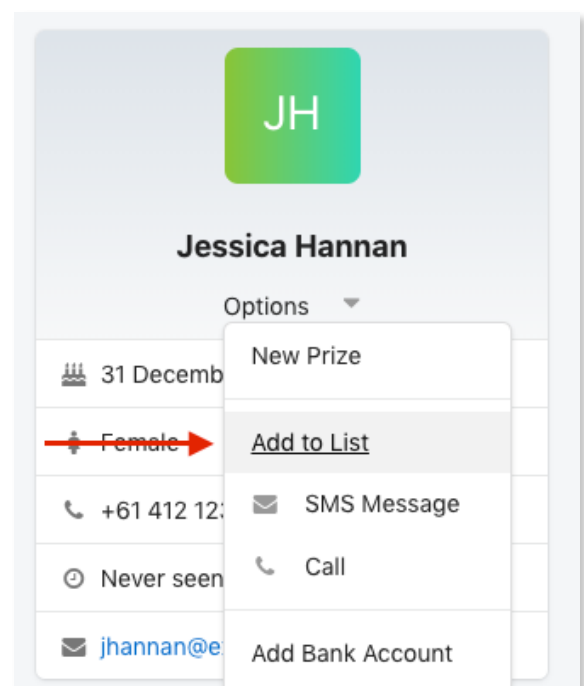 JH
Jessica Hannan
Options
New Prize
31 Decemb
Add to List
Female
SMS Message
+61 412 12
Call
Never seen
jhannan@e
Add Bank Account